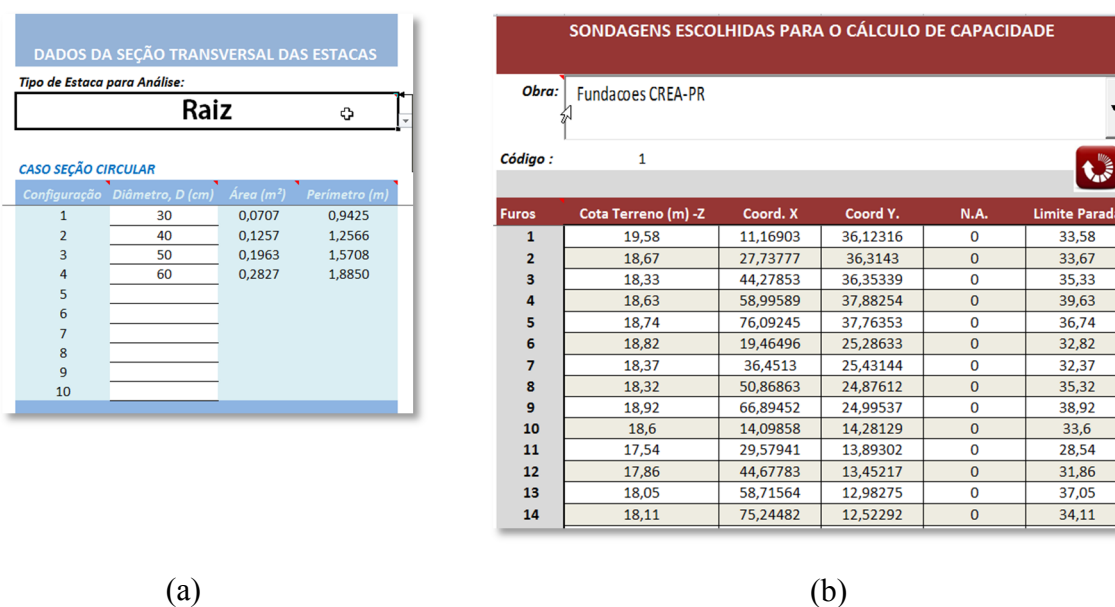 DADOS DA SEÇÃO TRANSVERSAL DAS ESTACAS
Tipo de Estaca para Análise:
Raiz
CASO SEÇÃO CIRCULAR
Configuração Diâmetro, D (cm) Área (m²) Perímetro (m)
1 30 0,0707 0,9425
2 40 0,1257 1,2566
3 50 0,1963 1,5708
4 60 0,2827 1,8850
5
6
7
8
9
10
(a)
SONDAGENS ESCOLHIDAS PARA O CÁLCULO DE CAPACIDADE
Obra: Fundacoes CREA-PR
Código : 1
Furos Cota Terreno (m) -Z Coord. X Coord Y. N.A. Limite Parad
1 19,58 11,16903 36,12316 0 33,58
2 18,67 27,73777 36,3143 0 33,67
3 18,33 44,27853 36,35339 0 35,33
4 18,63 58,99589 37,88254 0 39,63
5 18,74 76,09245 37,76353 0 36,74
6 18,82 19,46496 25,28633 0 32,82
7 18,37 36,4513 25,43144 0 32,37
8 18,32 50,86863 24,87612 0 35,32
9 18,92 66,89452 24,99537 0 38,92
10 18,6 14,09858 14,28129 0 33,6
11 17,54 29,57941 13,89302 0 28,54
12 17,86 44,67783 13,45217 0 31,86
13 18,05 58,71564 12,98275 0 37,05
14 18,11 75,24482 12,52292 0 34,11
(b)